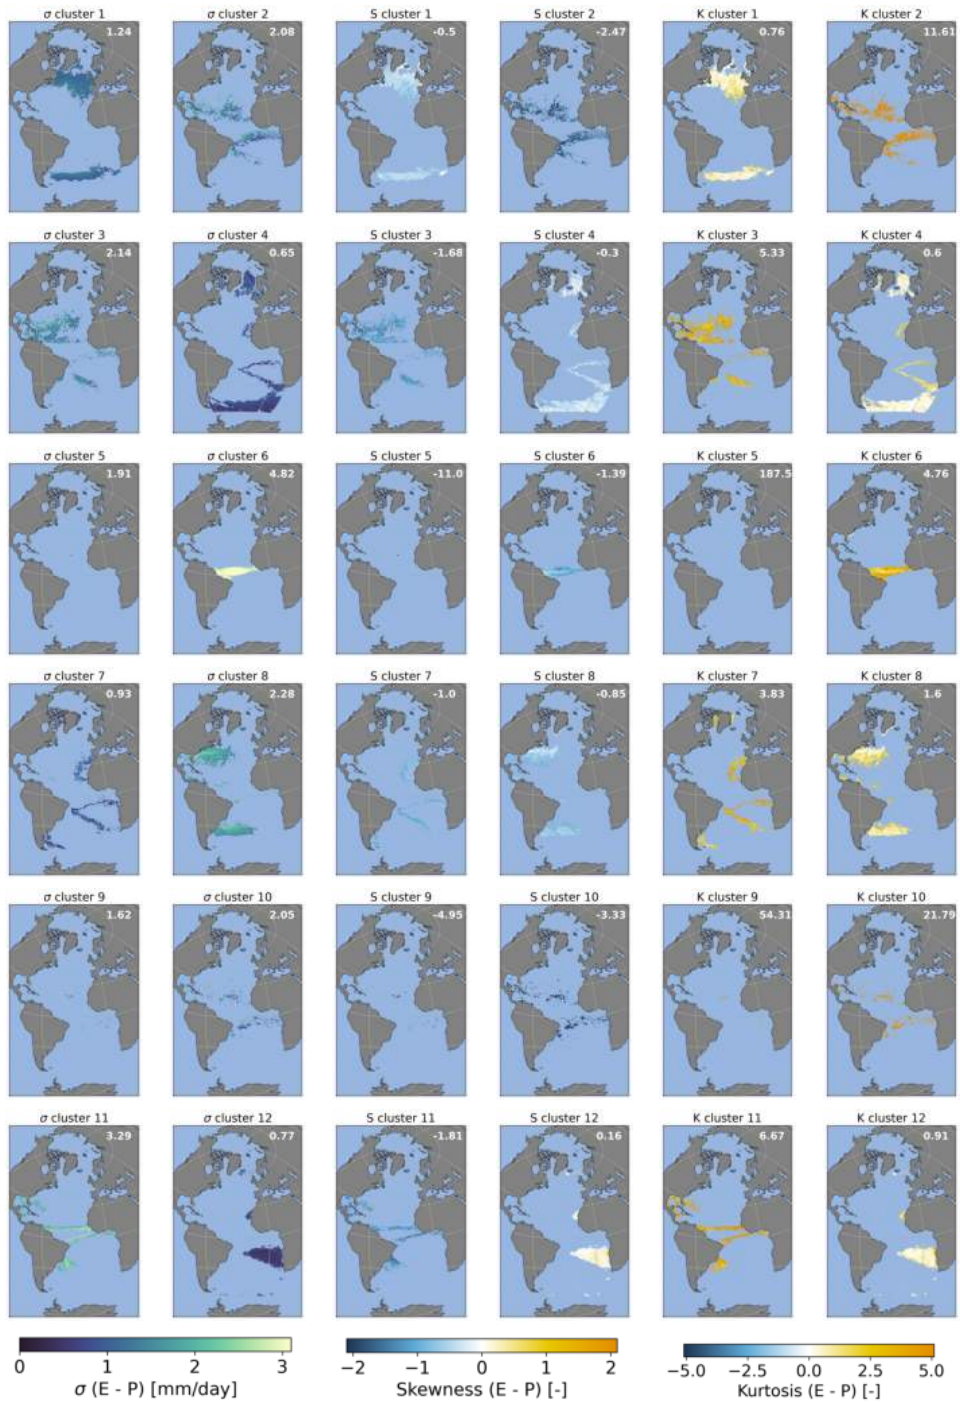 σ cluster 1 σ cluster 2 S cluster 1 S cluster 2 K cluster 1 K cluster 2
1.24 2.08 -0.5 -2.47 0.76 11.61
σ cluster 3 σ cluster 4 S cluster 3 S cluster 4 K cluster 3 K cluster 4
2.14 0.65 -1.68 -0.3 5.33 0.6
σ cluster 5 σ cluster 6 S cluster 5 S cluster 6 K cluster 5 K cluster 6
1.91 4.82 -11.0 -1.39 187.5 4.76
σ cluster 7 σ cluster 8 S cluster 7 S cluster 8 K cluster 7 K cluster 8
0.93 2.28 -1.0 -0.85 3.83 1.6
σ cluster 9 σ cluster 10 S cluster 9 S cluster 10 K cluster 9 K cluster 10
1.62 2.05 -4.95 -3.33 54.31 21.79
σ cluster 11 σ cluster 12 S cluster 11 S cluster 12 K cluster 11 K cluster 12
3.29 0.77 -1.81 0.16 6.67 0.91
0 1 2 3 −2 −1 0 1 2 −5.0 −2.5 0.0 2.5 5.0
σ (E - P) [mm/day] Skewness (E - P) [-] Kurtosis (E - P) [-]